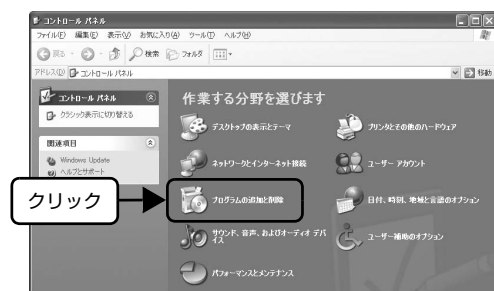 コントロール パネル
ファイル(F) 編集(E) 表示(V) お気に入り(A) ツール(T) ヘルプ(H)
戻る 検索 フォルダ
アドレス(D) コントロール パネル 移動
コントロール パネル
クラシック表示に切り替える
関連項目
Windows Update
ヘルプとサポート
作業する分野を選びます
デスクトップの表示とテーマ
プリンタとその他のハードウェア
ネットワークとインターネット接続
ユーザー アカウント
クリック
プログラムの追加と削除
日付、時刻、地域と言語のオプション
サウンド、音声、およびオーディオ デバ
イス
ユーザー補助のオプション
パフォーマンスとメンテナンス